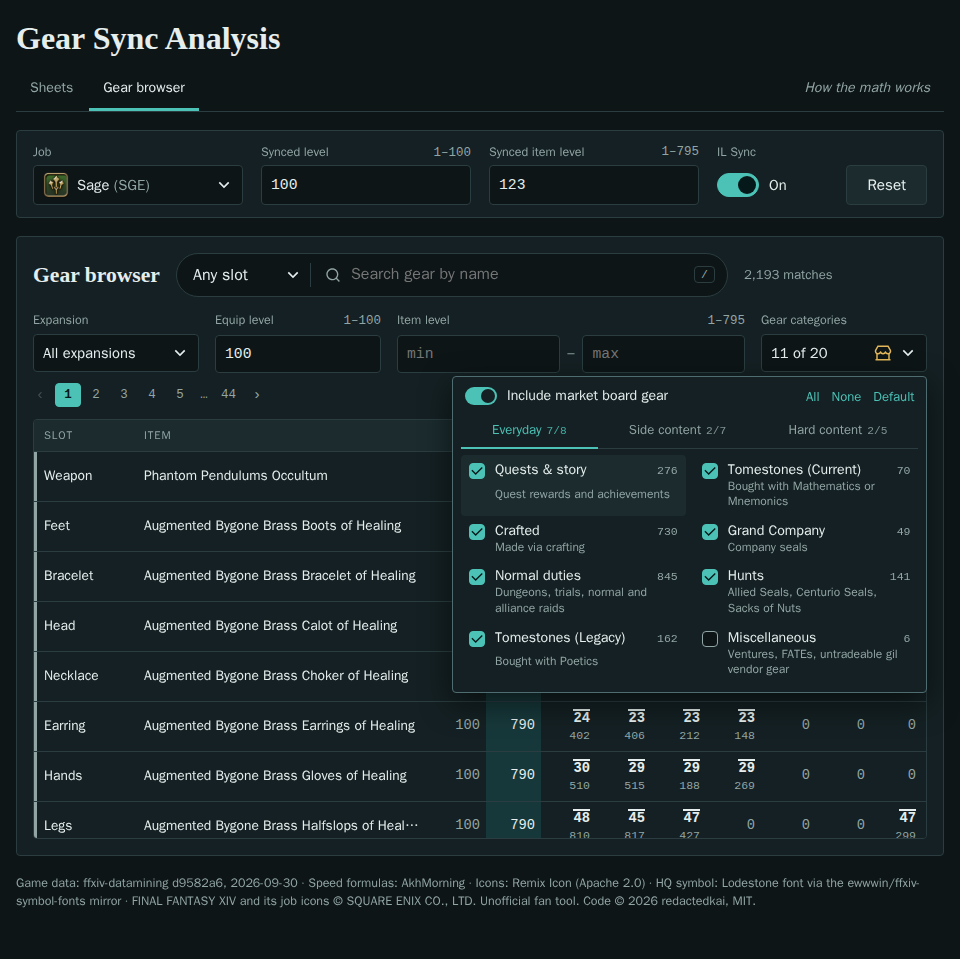 Gear Sync Analysis
Sheets
Gear browser
How the math works
Job
Synced level 1–100
Synced item level 1–795
IL Sync
Sage (SGE)
100
123
On
Reset
Gear browser
Any slot
Search gear by name
/
2,193 matches
Expansion
Equip level 1–100
Item level 1–795
Gear categories
All expansions
100
min
–
max
11 of 20
‹ 1 2 3 4 5 … 44 ›
Include market board gear
All None Default
Everyday 7/8
Side content 2/7
Hard content 2/5
Quests & story 276
Quest rewards and achievements
Tomestones (Current) 70
Bought with Mathematics or
Mnemonics
Crafted 730
Made via crafting
Grand Company 49
Company seals
Normal duties 845
Dungeons, trials, normal and
alliance raids
Hunts 141
Allied Seals, Centurio Seals,
Sacks of Nuts
Tomestones (Legacy) 162
Bought with Poetics
Miscellaneous 6
Ventures, FATEs, untradeable gil
vendor gear
SLOT ITEM
Weapon Phantom Pendulums Occultum
Feet Augmented Bygone Brass Boots of Healing
Bracelet Augmented Bygone Brass Bracelet of Healing
Head Augmented Bygone Brass Calot of Healing
Necklace Augmented Bygone Brass Choker of Healing
Earring Augmented Bygone Brass Earrings of Healing 100 790 24 23 23 23 0 0 0
402 406 212 148
Hands Augmented Bygone Brass Gloves of Healing 100 790 30 29 29 29 0 0 0
510 515 188 269
Legs Augmented Bygone Brass Halfslops of Heal… 100 790 48 45 47 0 0 0 47
810 817 427 299
Game data: ffxiv-datamining d9582a6, 2026-09-30 · Speed formulas: AkhMorning · Icons: Remix Icon (Apache 2.0) · HQ symbol: Lodestone font via the ewwwin/ffxiv-
symbol-fonts mirror · FINAL FANTASY XIV and its job icons © SQUARE ENIX CO., LTD. Unofficial fan tool. Code © 2026 redactedkai, MIT.